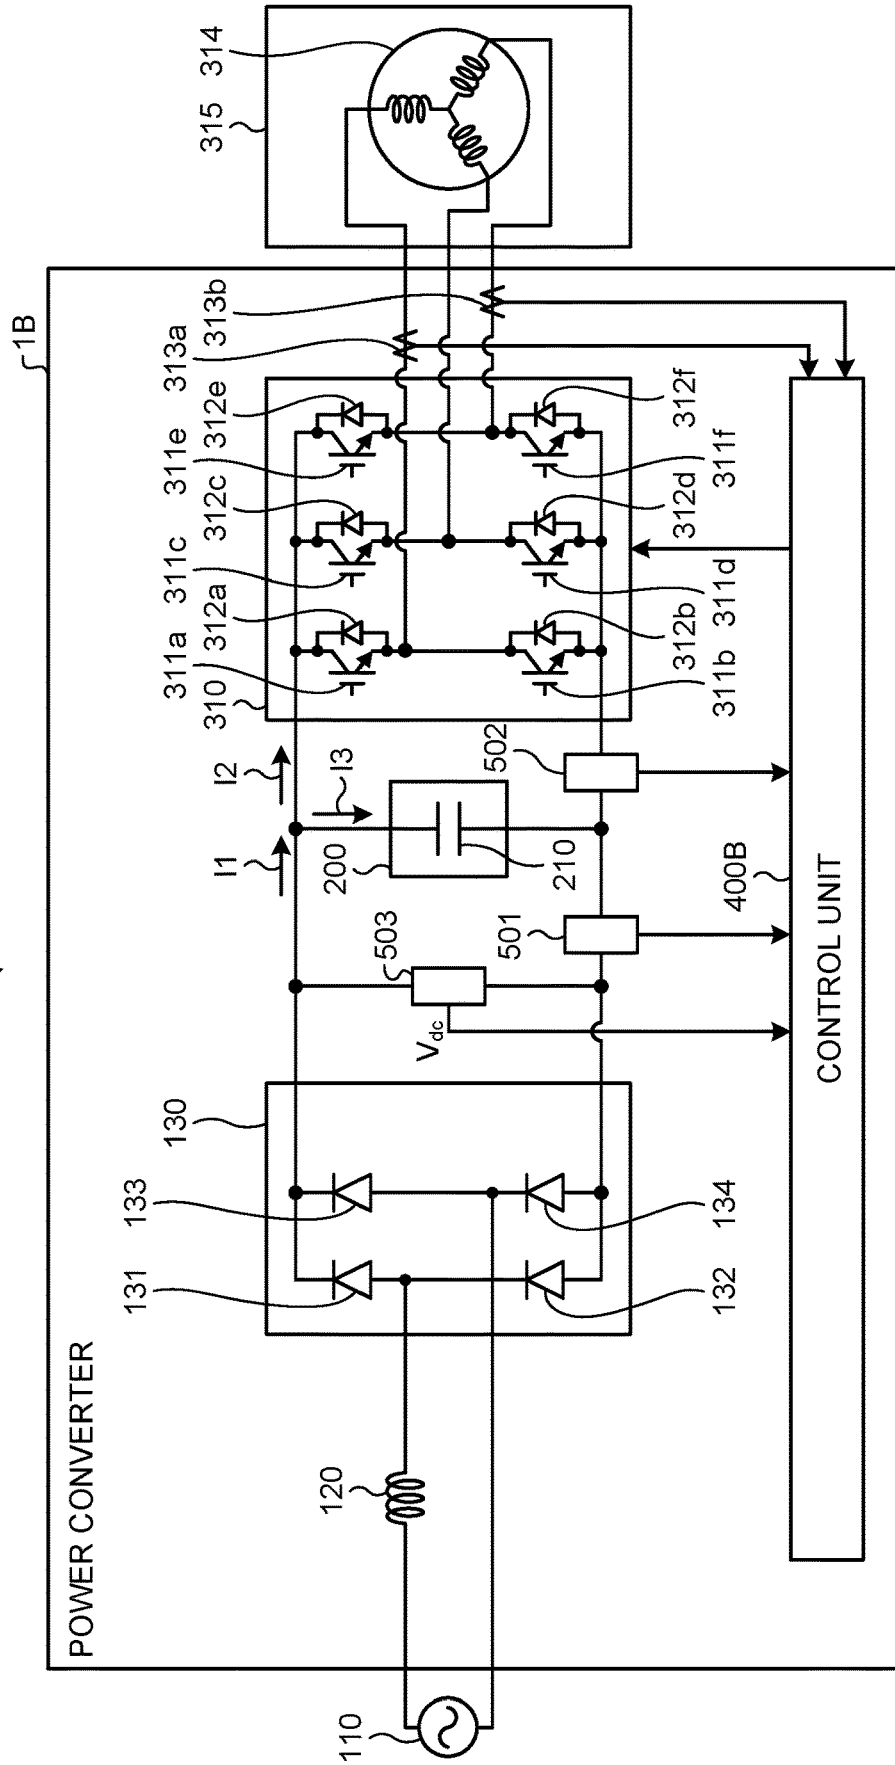 POWER CONVERTER
1B
110
120
130
131
133
132
134
503
Vdc
501
502
I1
I2
I3
200
210
310
311a
312a
311c
312c
311e
312e
313a
313b
311b
312b
311d
312d
311f
312f
315
314
400B
CONTROL UNIT